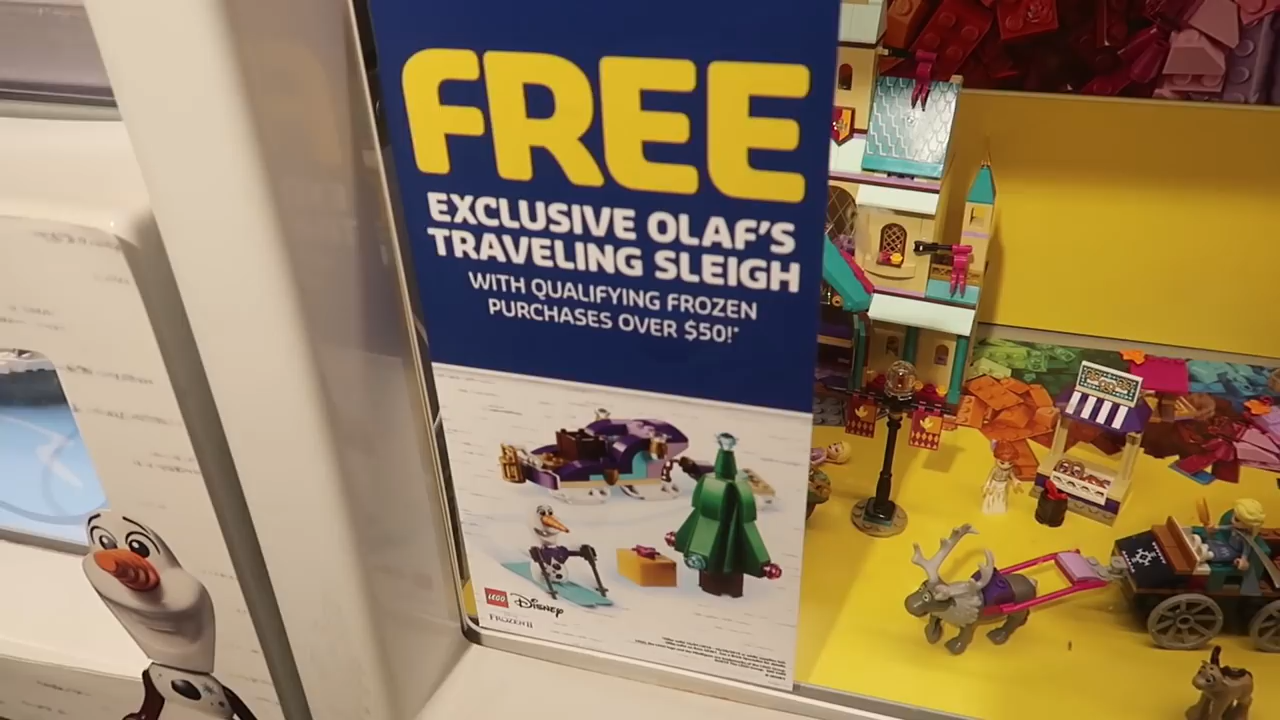 FREE
EXCLUSIVE OLAF'S
TRAVELING SLEIGH
WITH QUALIFYING FROZEN
PURCHASES OVER $50!*
LEGO Disney
FROZEN II